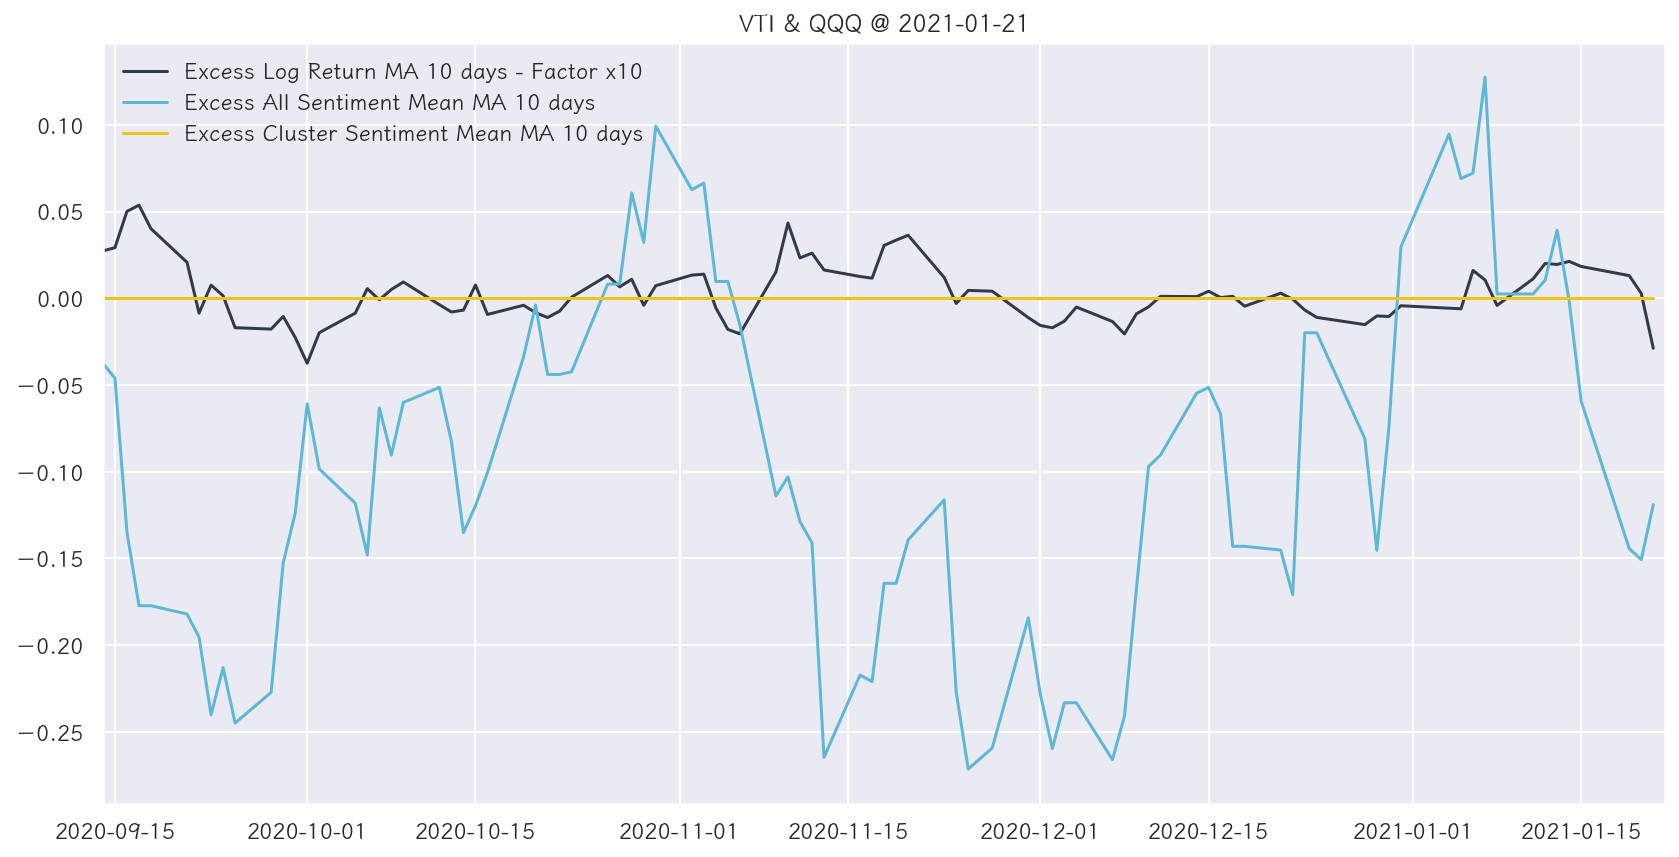 VTI & QQQ @ 2021-01-21
Excess Log Return MA 10 days - Factor x10
Excess All Sentiment Mean MA 10 days
Excess Cluster Sentiment Mean MA 10 days
0.10
0.05
0.00
−0.05
−0.10
−0.15
−0.20
−0.25
2020-09-15 2020-10-01 2020-10-15 2020-11-01 2020-11-15 2020-12-01 2020-12-15 2021-01-01 2021-01-15